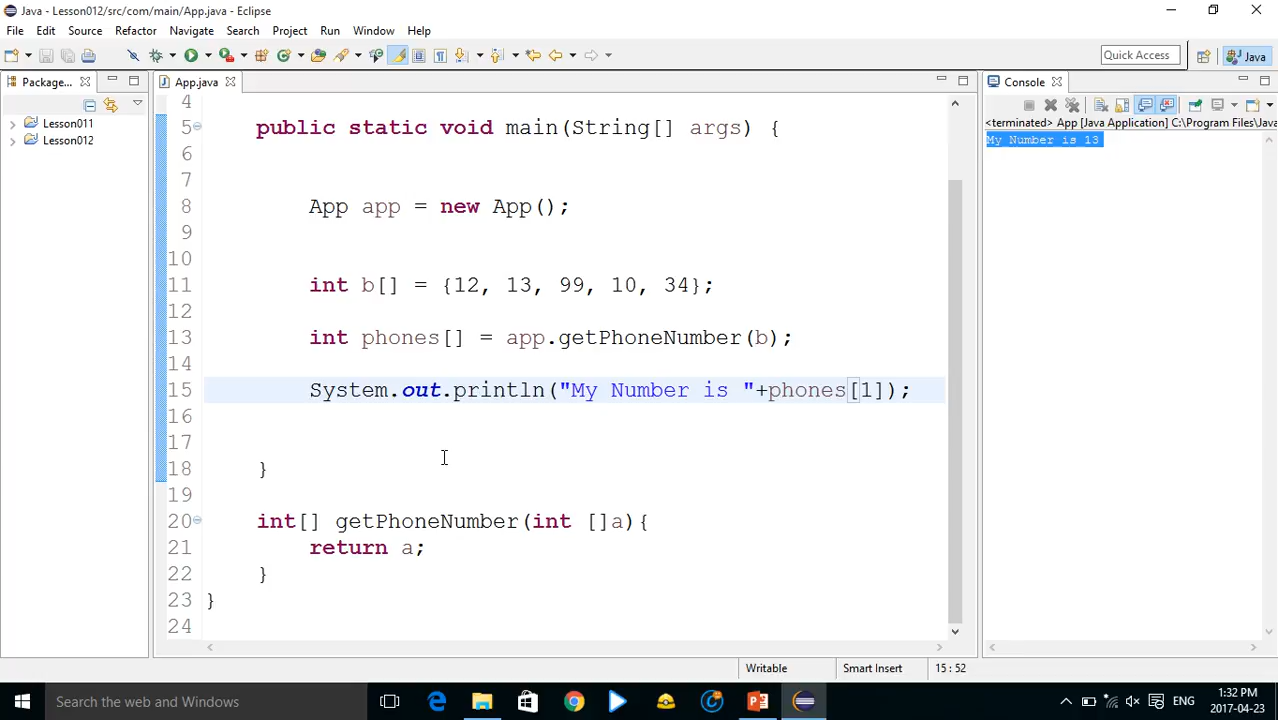 Java - Lesson012/src/com/main/App.java - Eclipse
File Edit Source Refactor Navigate Search Project Run Window Help
Quick Access
Java
Package...
Lesson011
Lesson012
App.java
4
5 public static void main(String[] args) {
6
7
8 App app = new App();
9
10
11 int b[] = {12, 13, 99, 10, 34};
12
13 int phones[] = app.getPhoneNumber(b);
14
15 System.out.println("My Number is "+phones[1]);
16
17
18 }
19
20 int[] getPhoneNumber(int []a){
21 return a;
22 }
23 }
24
Console
<terminated> App [Java Application] C:\Program Files\Java
My Number is 13
Writable
Smart Insert
15 : 52
Search the web and Windows
ENG
1:32 PM
2017-04-23